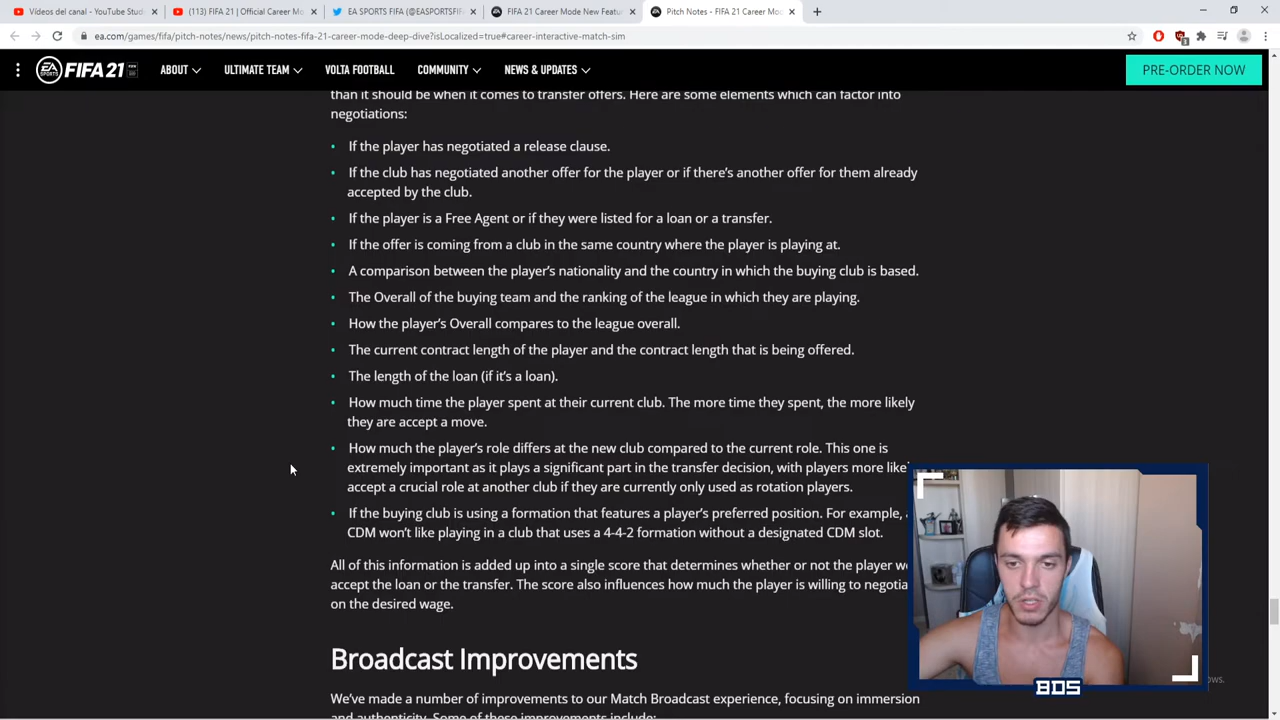 Vídeos del canal - YouTube Stud
(113) FIFA 21 | Official Career Mo
EA SPORTS FIFA (@EASPORTSFIF
FIFA 21 Career Mode New Featur
Pitch Notes - FIFA 21 Career Mod
ea.com/games/fifa/pitch-notes/news/pitch-notes-fifa-21-career-mode-deep-dive?isLocalized=true#career-interactive-match-sim
EA SPORTS FIFA 21
ABOUT
ULTIMATE TEAM
VOLTA FOOTBALL
COMMUNITY
NEWS & UPDATES
PRE-ORDER NOW
than it should be when it comes to transfer offers. Here are some elements which can factor into
negotiations:
• If the player has negotiated a release clause.
• If the club has negotiated another offer for the player or if there's another offer for them already
accepted by the club.
• If the player is a Free Agent or if they were listed for a loan or a transfer.
• If the offer is coming from a club in the same country where the player is playing at.
• A comparison between the player's nationality and the country in which the buying club is based.
• The Overall of the buying team and the ranking of the league in which they are playing.
• How the player's Overall compares to the league overall.
• The current contract length of the player and the contract length that is being offered.
• The length of the loan (if it's a loan).
• How much time the player spent at their current club. The more time they spent, the more likely
they are accept a move.
• How much the player's role differs at the new club compared to the current role. This one is
extremely important as it plays a significant part in the transfer decision, with players more likel
accept a crucial role at another club if they are currently only used as rotation players.
• If the buying club is using a formation that features a player's preferred position. For example, a
CDM won't like playing in a club that uses a 4-4-2 formation without a designated CDM slot.
All of this information is added up into a single score that determines whether or not the player wo
accept the loan or the transfer. The score also influences how much the player is willing to negotia
on the desired wage.
Broadcast Improvements
We've made a number of improvements to our Match Broadcast experience, focusing on immersion
and authenticity. Some of these improvements include:
BDS